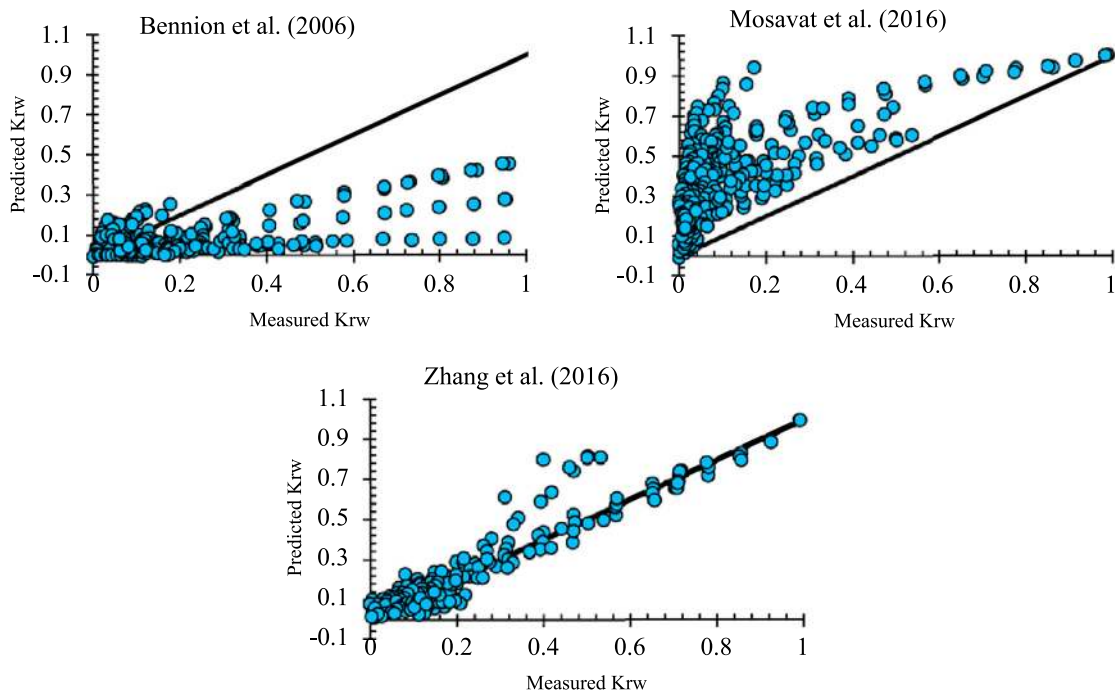 Bennion et al. (2006)
1.1
0.9
0.7
0.5
0.3
0.1
-0.1
Predicted Krw
0 0.2 0.4 0.6 0.8 1
Measured Krw
Mosavat et al. (2016)
1.1
0.9
0.7
0.5
0.3
0.1
-0.1
Predicted Krw
0 0.2 0.4 0.6 0.8 1
Measured Krw
Zhang et al. (2016)
1.1
0.9
0.7
0.5
0.3
0.1
-0.1
Predicted Krw
0 0.2 0.4 0.6 0.8 1
Measured Krw